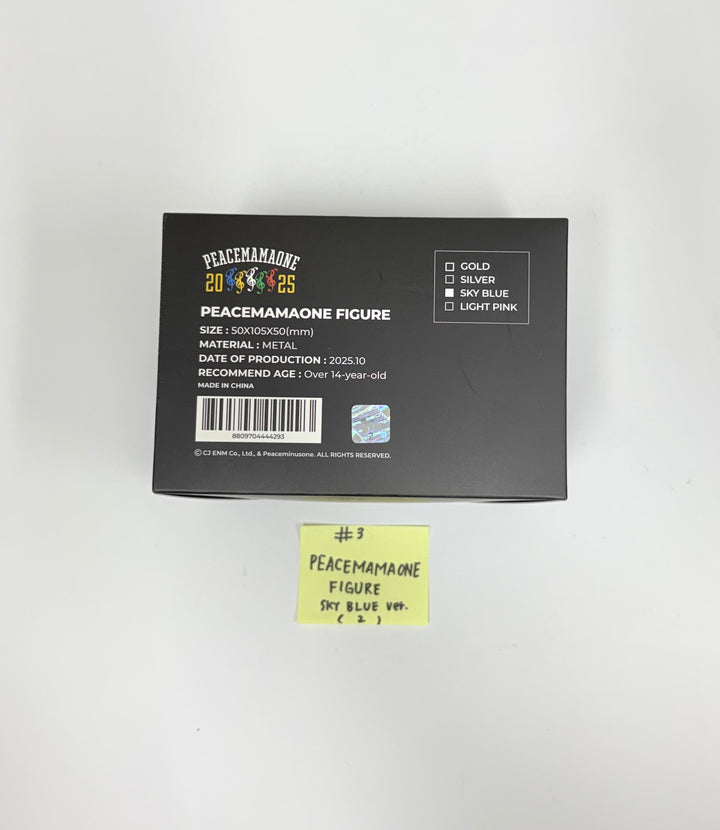 PEACEMAMAONE
20 25
PEACEMAMAONE FIGURE
SIZE : 50X105X50(mm)
MATERIAL : METAL
DATE OF PRODUCTION : 2025.10
RECOMMEND AGE : Over 14-year-old
MADE IN CHINA
8809704444293
© CJ ENM Co., Ltd., & Peaceminusone. ALL RIGHTS RESERVED.
GOLD
SILVER
SKY BLUE
LIGHT PINK
#3
PEACEMAMAONE
FIGURE
SKY BLUE ver.
( 2 )